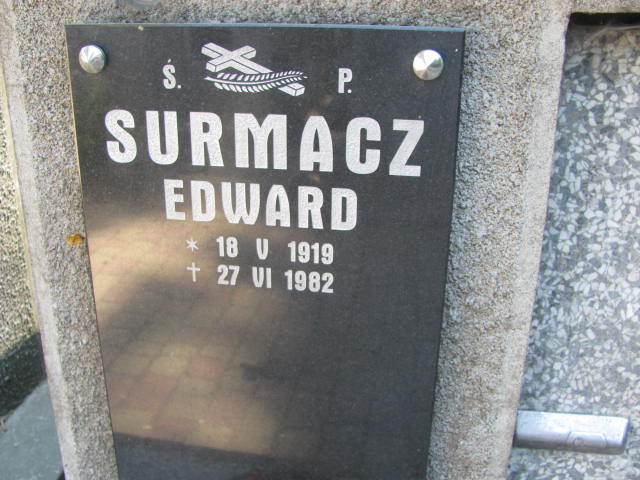 Ś. P.
SURMACZ
EDWARD
* 18 V 1919
† 27 VI 1982